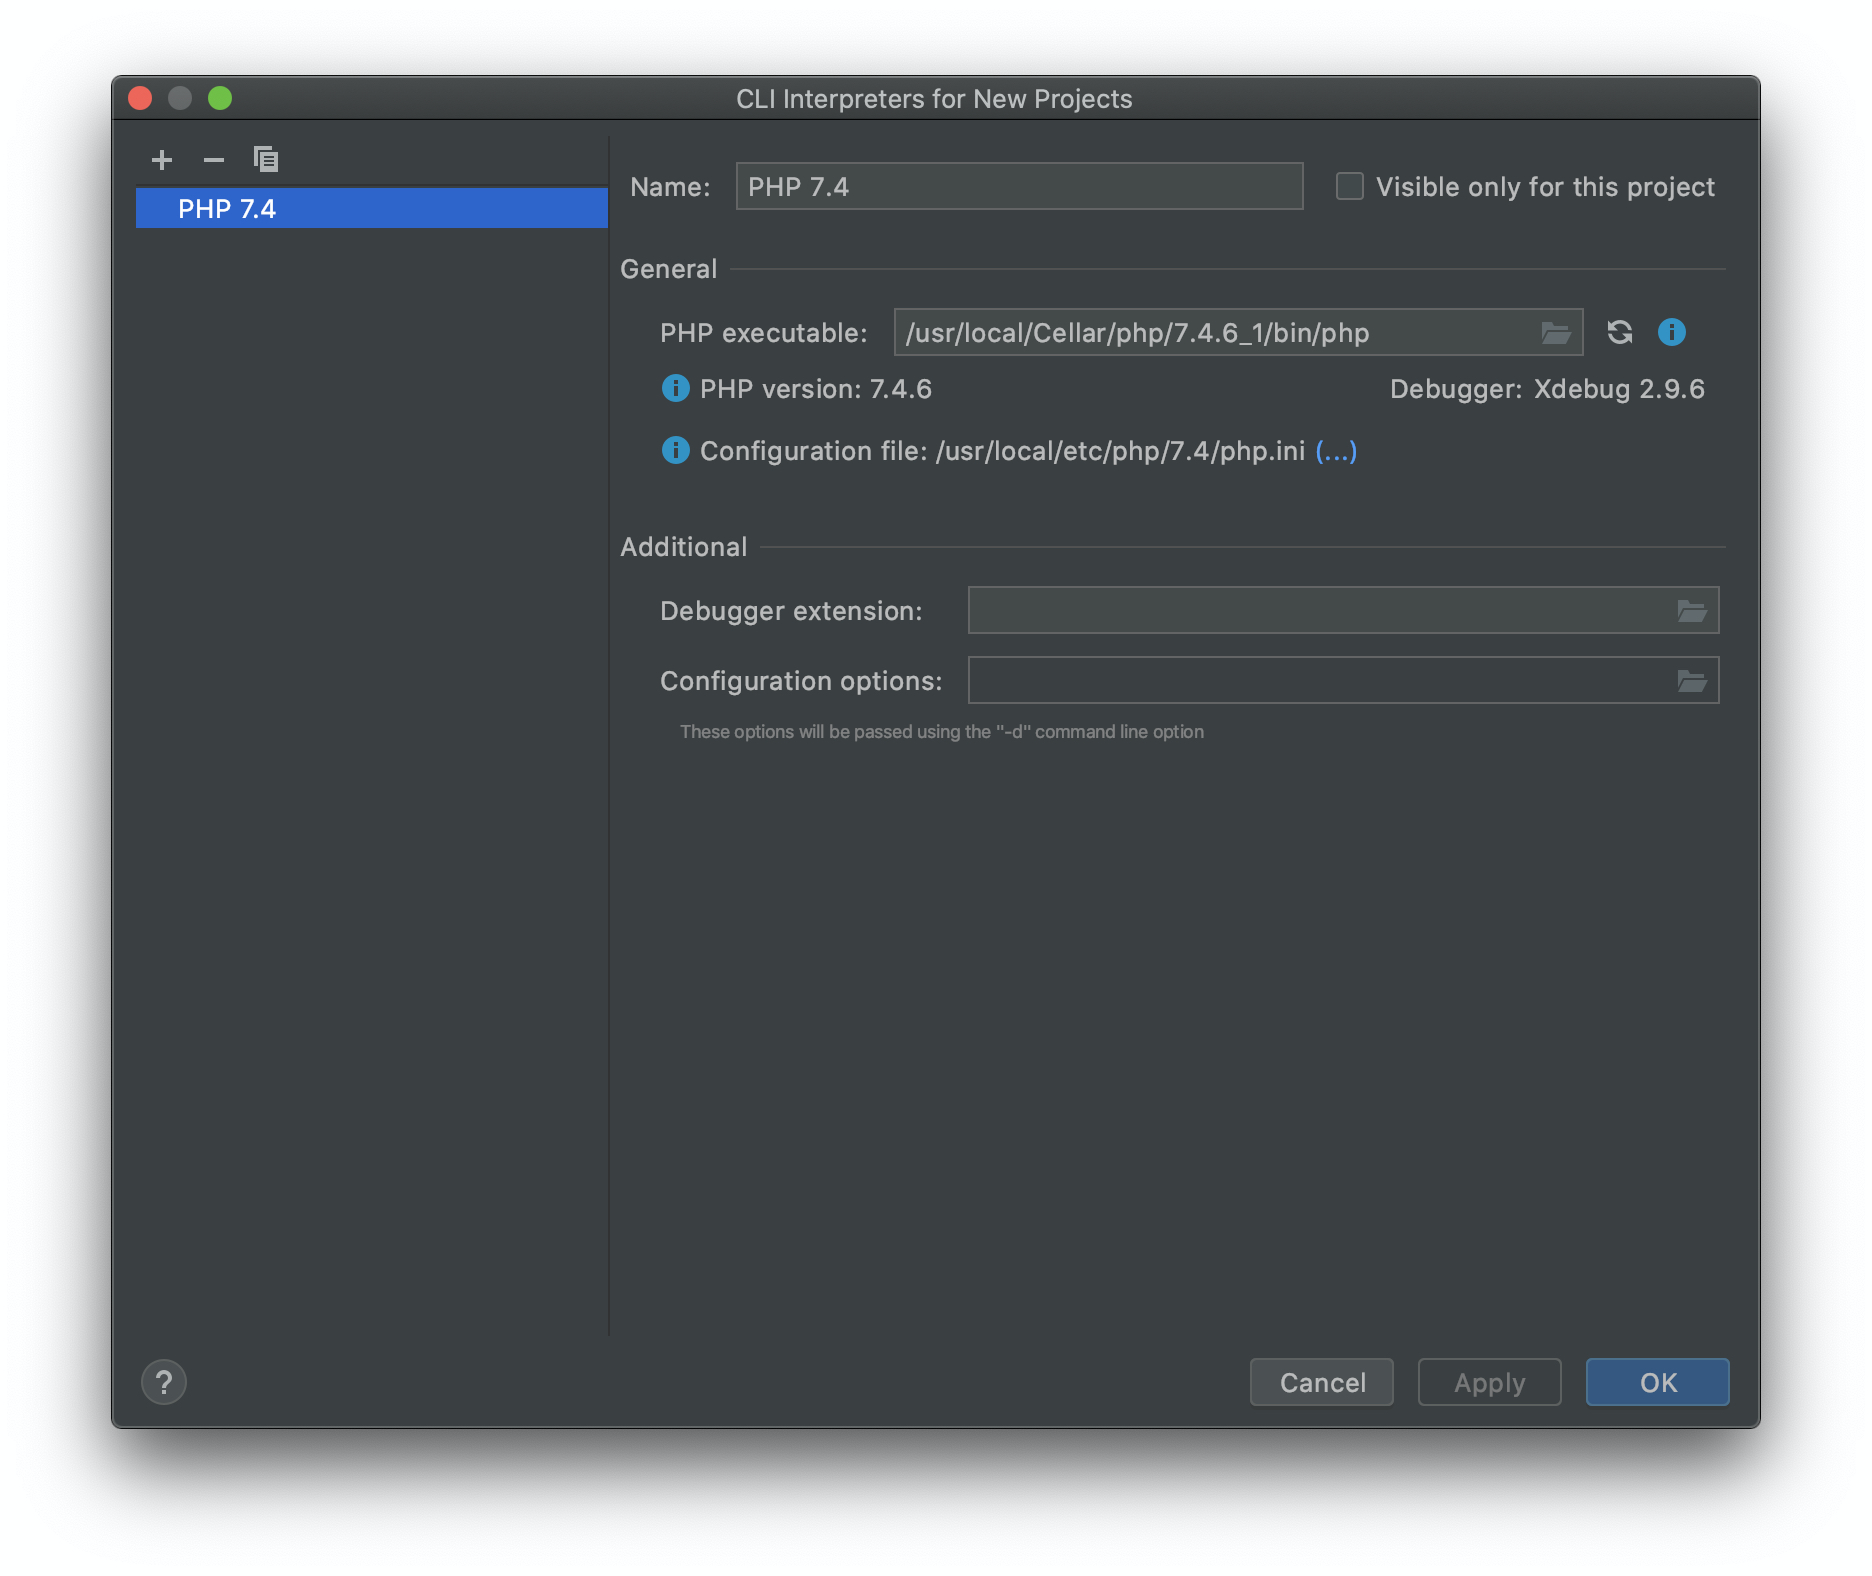 CLI Interpreters for New Projects
PHP 7.4
Name: PHP 7.4 Visible only for this project
General
PHP executable: /usr/local/Cellar/php/7.4.6_1/bin/php
PHP version: 7.4.6 Debugger: Xdebug 2.9.6
Configuration file: /usr/local/etc/php/7.4/php.ini (...)
Additional
Debugger extension:
Configuration options:
These options will be passed using the "-d" command line option
? Cancel Apply OK